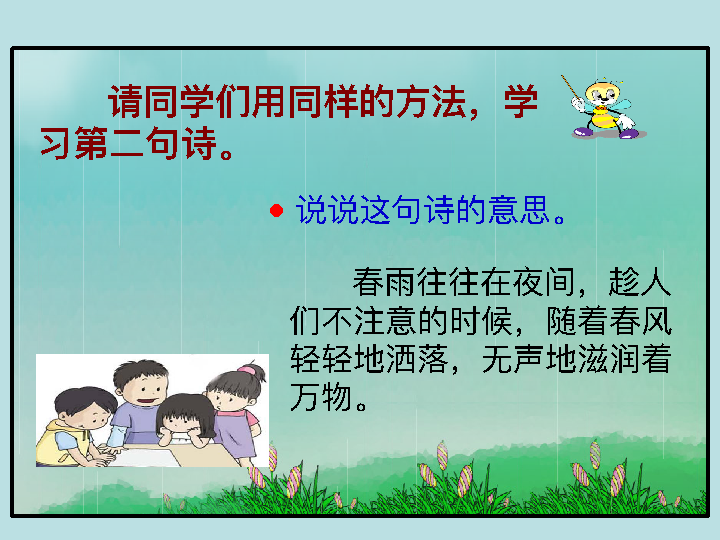 请同学们用同样的方法，学
习第二句诗。
• 说说这句诗的意思。
春雨往往在夜间，趁人
们不注意的时候，随着春风
轻轻地洒落，无声地滋润着
万物。